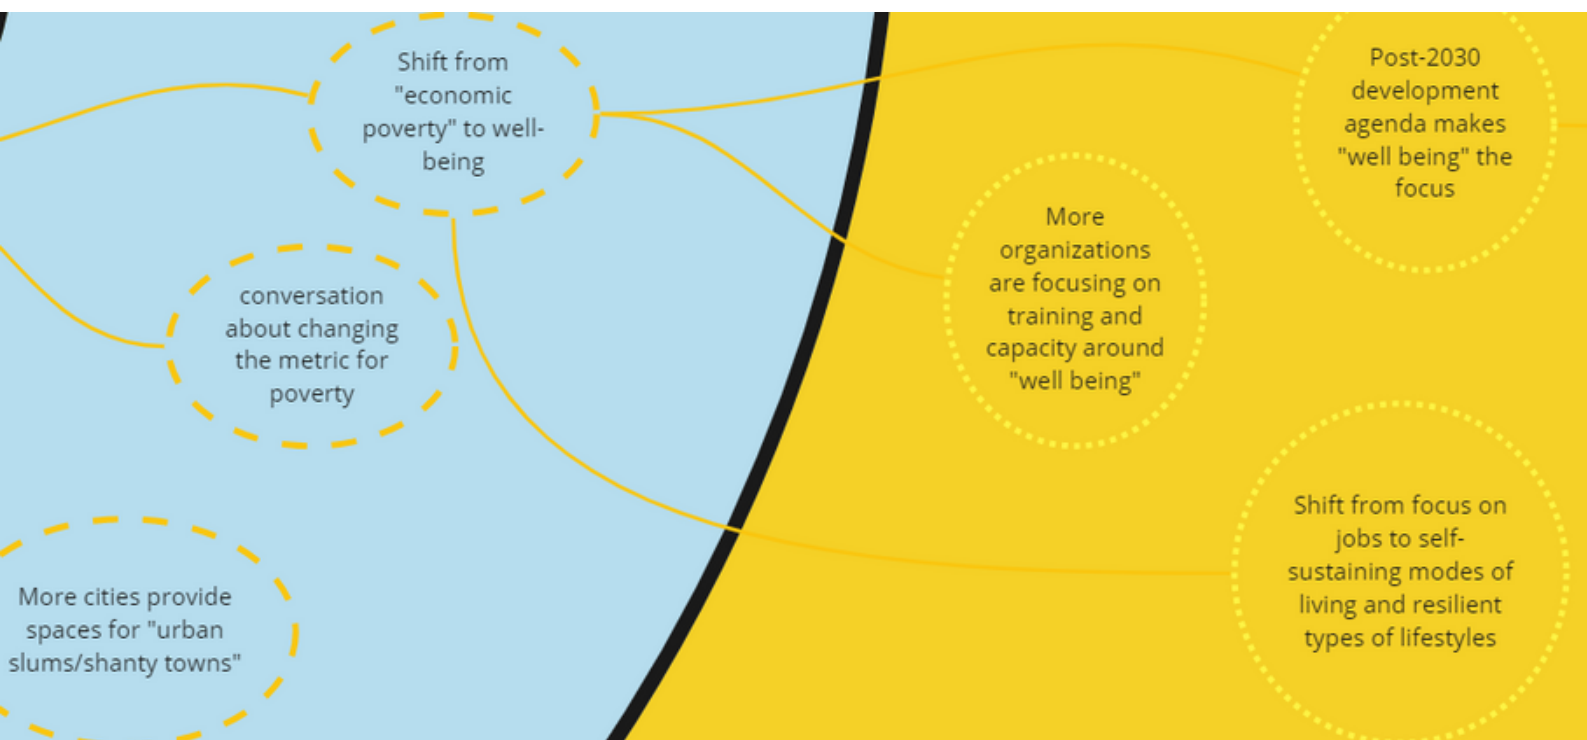 Shift from
"economic
poverty" to well-
being
conversation
about changing
the metric for
poverty
More cities provide
spaces for "urban
slums/shanty towns"
Post-2030
development
agenda makes
"well being" the
focus
More
organizations
are focusing on
training and
capacity around
"well being"
Shift from focus on
jobs to self-
sustaining modes of
living and resilient
types of lifestyles